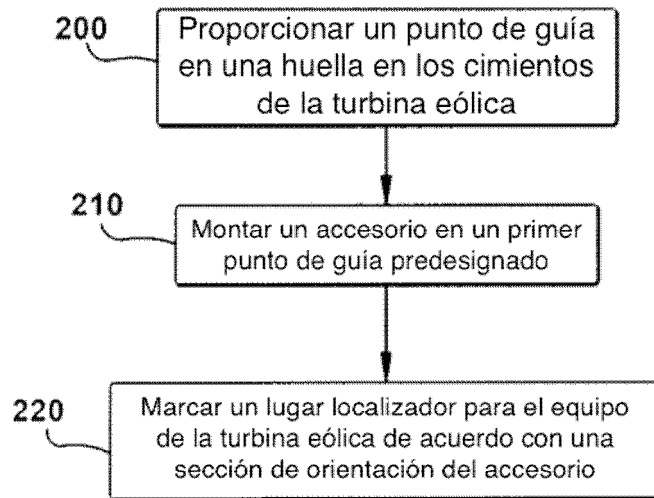 200
Proporcionar un punto de guía
en una huella en los cimientos
de la turbina eólica
210
Montar un accesorio en un primer
punto de guía predesignado
220
Marcar un lugar localizador para el equipo
de la turbina eólica de acuerdo con una
sección de orientación del accesorio